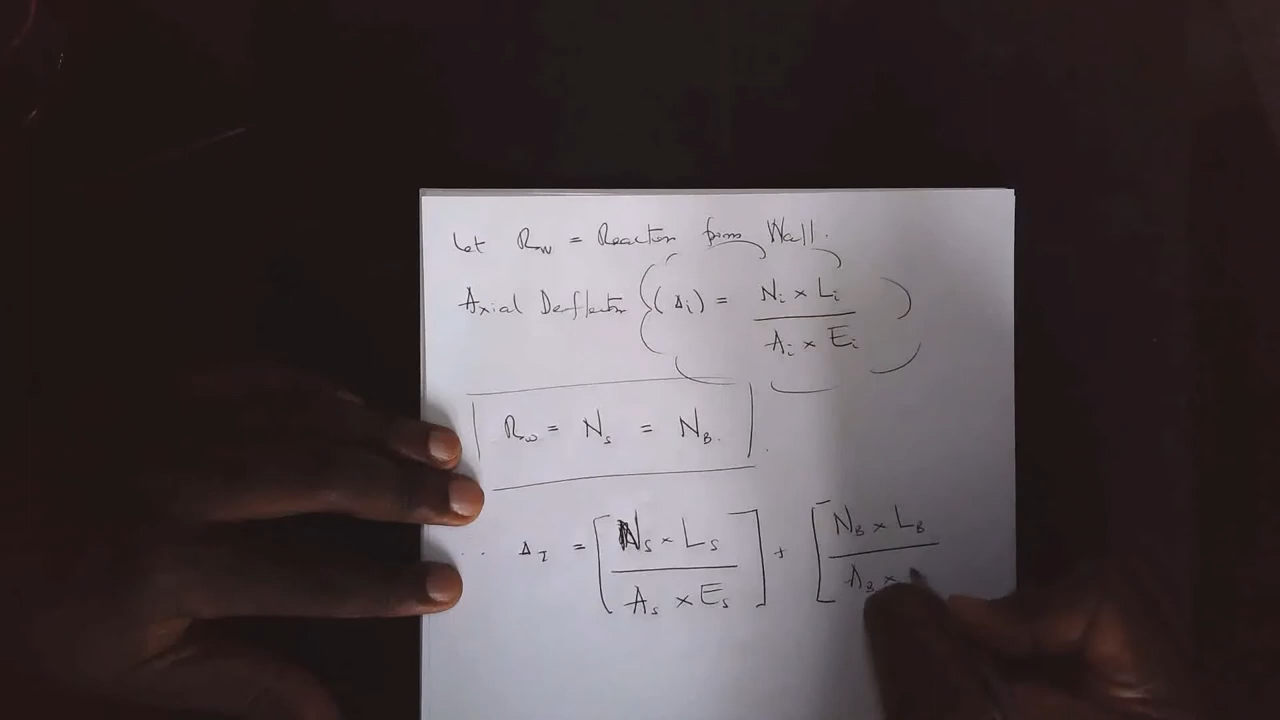 Let R_W = Reaction from Wall.
Axial Deflection (Δ_i) = N_i × L_i
A_i × E_i
R_w = N_s = N_B.
∴ Δ_T = [N_s × L_s / A_s × E_s] + [N_B × L_B / A_B ×